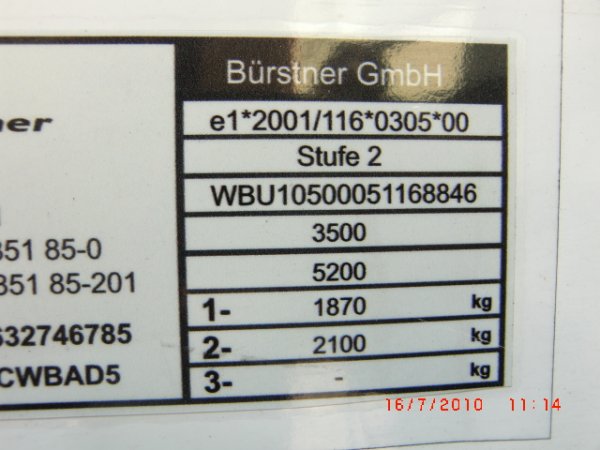 Bürstner GmbH
ner
e1*2001/116*0305*00
Stufe 2
WBU10500051168846
3500
851 85-0
5200
851 85-201
1- 1870 kg
632746785
2- 2100 kg
CWBAD5
3- - kg
16/7/2010 11:14